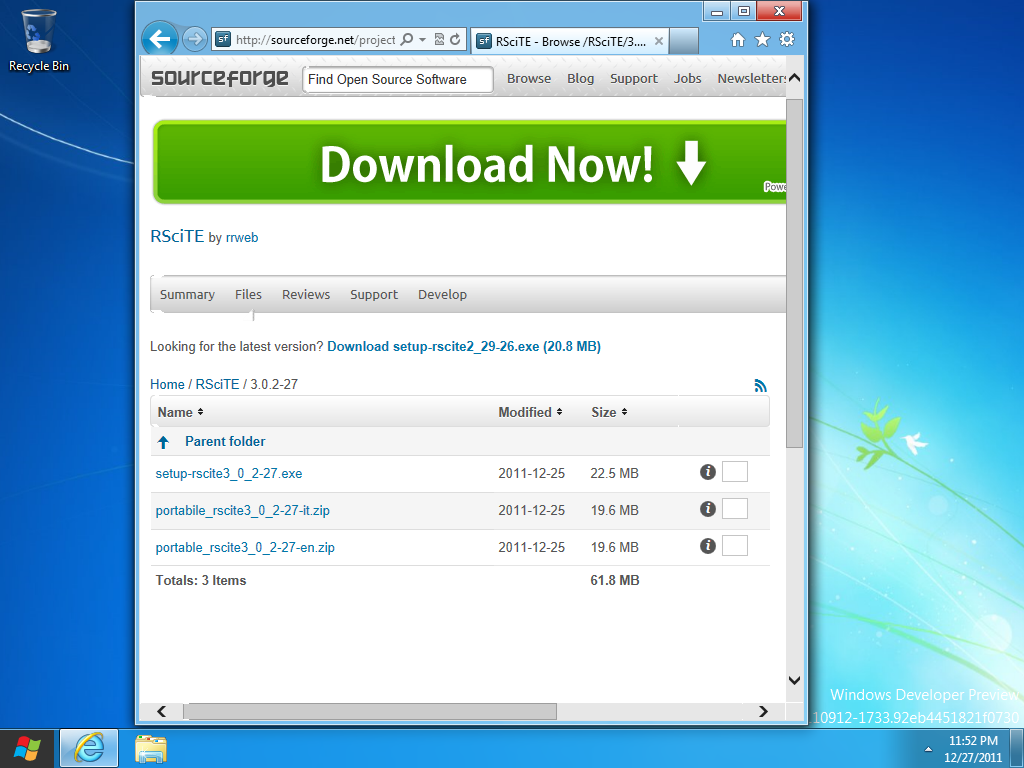 Recycle Bin
http://sourceforge.net/project
RSciTE - Browse /RSciTE/3....
sourceforge
Find Open Source Software
Browse Blog Support Jobs Newsletters
Download Now!
RSciTE by rrweb
Summary Files Reviews Support Develop
Looking for the latest version? Download setup-rscite2_29-26.exe (20.8 MB)
Home / RSciTE / 3.0.2-27
Name Modified Size
Parent folder
setup-rscite3_0_2-27.exe 2011-12-25 22.5 MB
portabile_rscite3_0_2-27-it.zip 2011-12-25 19.6 MB
portable_rscite3_0_2-27-en.zip 2011-12-25 19.6 MB
Totals: 3 Items 61.8 MB
Windows Developer Preview
10912-1733.92eb4451821f0730
11:52 PM
12/27/2011